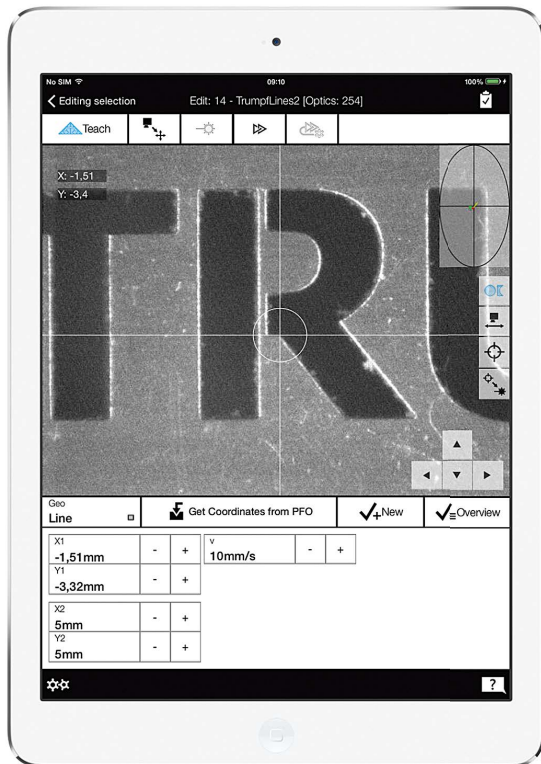 No SIM 09:10 100%
Editing selection Edit: 14 - TrumpfLines2 [Optics: 254]
Teach
X: -1,51
Y: -3,4
TRU
OK
Geo
Line
Get Coordinates from PFO
New
Overview
X1
-1,51mm
- +
v
10mm/s
- +
Y1
-3,32mm
- +
X2
5mm
- +
Y2
5mm
- +
?